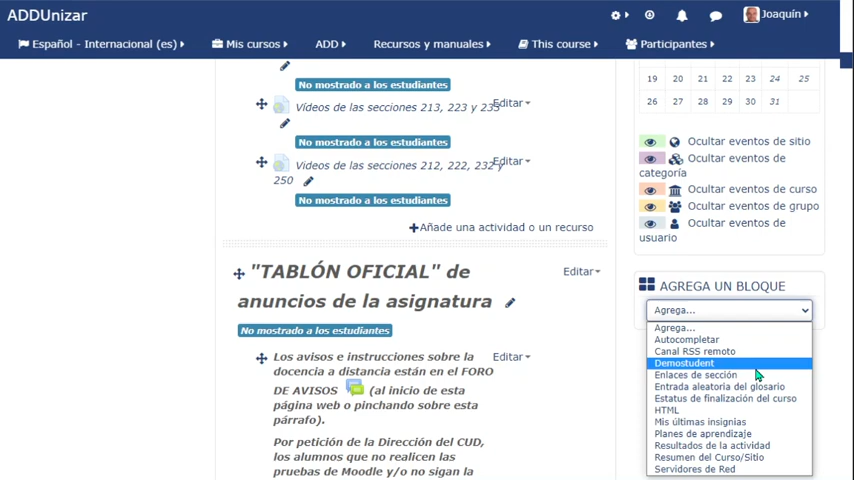 ADDUnizar
Joaquín
Español - Internacional (es)
Mis cursos
ADD
Recursos y manuales
This course
Participantes
No mostrado a los estudiantes
Vídeos de las secciones 213, 223 y 233
Editar
No mostrado a los estudiantes
Videos de las secciones 212, 222, 232 y
250
Editar
No mostrado a los estudiantes
Añade una actividad o un recurso
"TABLÓN OFICIAL" de
anuncios de la asignatura
Editar
No mostrado a los estudiantes
Los avisos e instrucciones sobre la
docencia a distancia están en el FORO
DE AVISOS (al inicio de esta
página web o pinchando sobre esta
párrafo).
Editar
Por petición de la Dirección del CUD,
los alumnos que no realicen las
pruebas de Moodle y/o no sigan la
19 20 21 22 23 24 25
26 27 28 29 30 31
Ocultar eventos de sitio
Ocultar eventos de
categoría
Ocultar eventos de curso
Ocultar eventos de grupo
Ocultar eventos de
usuario
AGREGA UN BLOQUE
Agrega...
Agrega...
Autocompletar
Canal RSS remoto
Demostudent
Enlaces de sección
Entrada aleatoria del glosario
Estatus de finalización del curso
HTML
Mis últimas insignias
Planes de aprendizaje
Resultados de la actividad
Resumen del Curso/Sitio
Servidores de Red